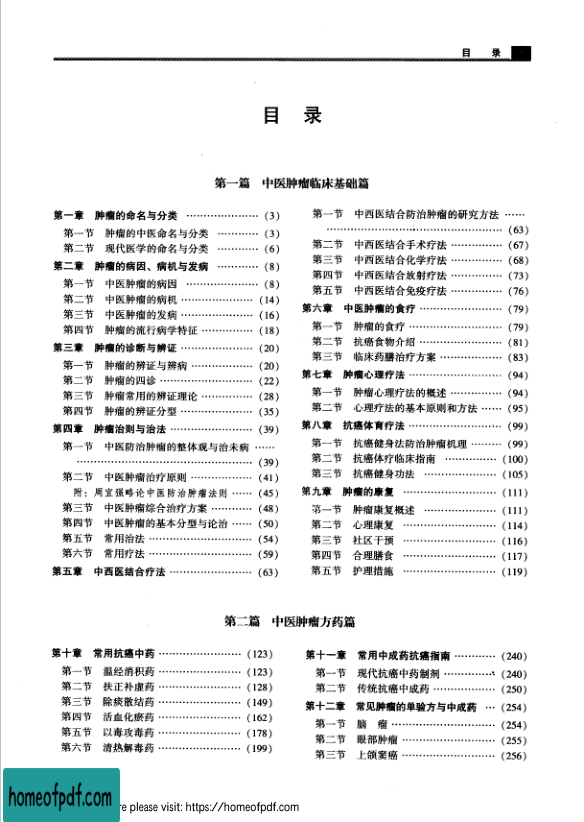 目 录
目 录
第一篇 中医肿瘤临床基础篇
第一章 肿瘤的命名与分类 ………………… (3)
第一节 肿瘤的中医命名与分类 ………… (3)
第二节 现代医学的命名与分类 ………… (6)
第二章 肿瘤的病因、病机与发病 ………… (8)
第一节 中医肿瘤的病因 ………………… (8)
第二节 中医肿瘤的病机 ………………… (14)
第三节 中医肿瘤的发病 ………………… (16)
第四节 肿瘤的流行病学特征 …………… (18)
第三章 肿瘤的诊断与辨证 ………………… (20)
第一节 肿瘤的辨证与辨病 ……………… (20)
第二节 肿瘤的四诊 ……………………… (22)
第三节 肿瘤常用的辨证理论 …………… (28)
第四节 肿瘤的辨证分型 ………………… (35)
第四章 肿瘤治则与治法 …………………… (39)
第一节 中医防治肿瘤的整体观与治未病 ……
…………………………………………… (39)
第二节 中医肿瘤治疗原则 ……………… (41)
附：周宜强略论中医防治肿瘤法则 …… (45)
第三节 中医肿瘤综合治疗方案 ………… (48)
第四节 中医肿瘤的基本分型与论治 …… (50)
第五节 常用治法 ………………………… (54)
第六节 常用疗法 ………………………… (59)
第五章 中西医结合疗法 …………………… (63)
第一节 中西医结合防治肿瘤的研究方法 ……
…………………………………………… (63)
第二节 中西医结合手术疗法 …………… (67)
第三节 中西医结合化学疗法 …………… (68)
第四节 中西医结合放射疗法 …………… (73)
第五节 中西医结合免疫疗法 …………… (76)
第六章 中医肿瘤的食疗 …………………… (79)
第一节 肿瘤的食疗 ……………………… (79)
第二节 抗癌食物介绍 …………………… (81)
第三节 临床药膳治疗方案 ……………… (83)
第七章 肿瘤心理疗法 ……………………… (94)
第一节 肿瘤心理疗法的概述 …………… (94)
第二节 心理疗法的基本原则和方法 …… (95)
第八章 抗癌体育疗法 ……………………… (99)
第一节 抗癌健身法防治肿瘤机理 ……… (99)
第二节 抗癌体疗临床指南 ……………… (100)
第三节 抗癌健身功法 …………………… (105)
第九章 肿瘤的康复 ………………………… (111)
第一节 肿瘤康复概述 …………………… (111)
第二节 心理康复 ………………………… (114)
第三节 社区干预 ………………………… (116)
第四节 合理膳食 ………………………… (117)
第五节 护理措施 ………………………… (119)
第二篇 中医肿瘤方药篇
第十章 常用抗癌中药 ……………………… (123)
第一节 温经消积药 ……………………… (123)
第二节 扶正补虚药 ……………………… (128)
第三节 除痰散结药 ……………………… (149)
第四节 活血化瘀药 ……………………… (162)
第五节 以毒攻毒药 ……………………… (178)
第六节 清热解毒药 ……………………… (199)
第十一章 常用中成药抗癌指南 …………… (240)
第一节 现代抗癌中药制剂 ……………… (240)
第二节 传统抗癌中成药 ………………… (250)
第十二章 常见肿瘤的单验方与中成药 … (254)
第一节 脑 瘤 …………………………… (254)
第二节 眼部肿瘤 ………………………… (255)
第三节 上颌窦癌 ………………………… (256)
homeofpdf.com
re please visit: https://homeofpdf.com